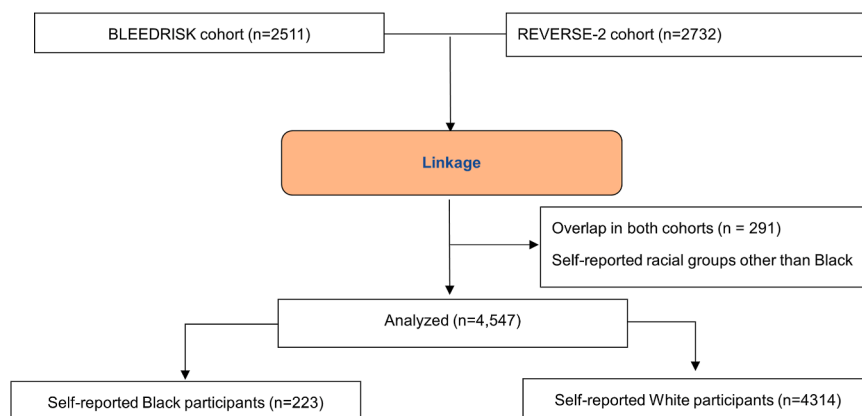 BLEEDRISK cohort (n=2511)
REVERSE-2 cohort (n=2732)
Linkage
Overlap in both cohorts (n = 291)
Self-reported racial groups other than Black
Analyzed (n=4,547)
Self-reported Black participants (n=223)
Self-reported White participants (n=4314)